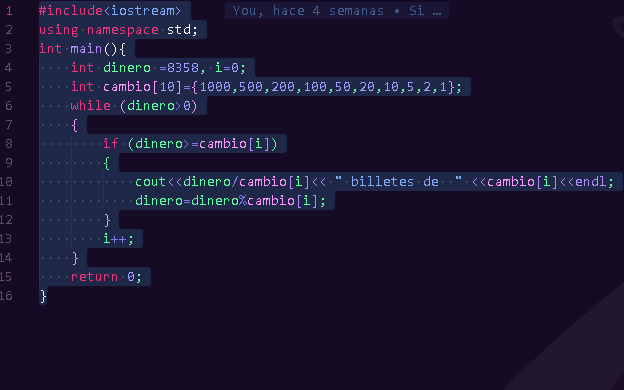 1 #include<iostream> You, hace 4 semanas • Si ...
2 using namespace std;
3 int main(){
4 int dinero =8358, i=0;
5 int cambio[10]={1000,500,200,100,50,20,10,5,2,1};
6 while (dinero>0)
7 {
8 if (dinero>=cambio[i])
9 {
10 cout<<dinero/cambio[i]<< " billetes de  " <<cambio[i]<<endl;
11 dinero=dinero%cambio[i];
12 }
13 i++;
14 }
15 return 0;
16 }